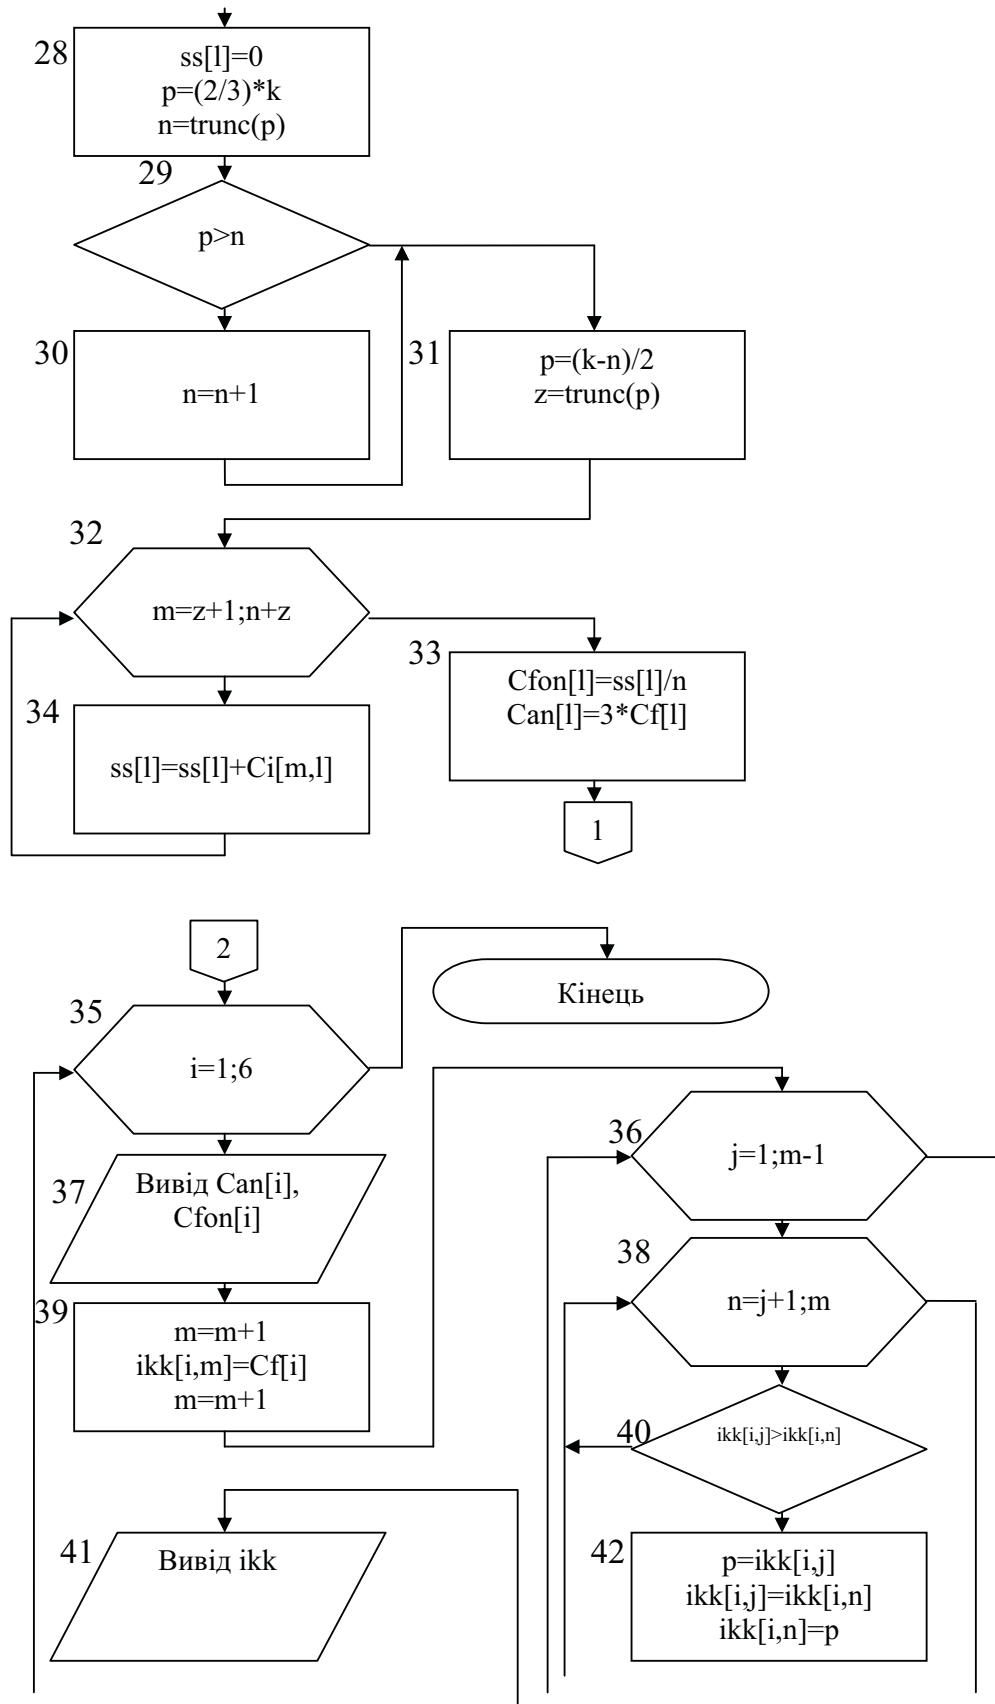 28
ss[l]=0
p=(2/3)*k
n=trunc(p)
29
p>n
30
n=n+1
31
p=(k-n)/2
z=trunc(p)
32
m=z+1;n+z
33
Cfon[l]=ss[l]/n
Can[l]=3*Cf[l]
34
ss[l]=ss[l]+Ci[m,l]
1
2
Кінець
35
i=1;6
36
j=1;m-1
37
Вивід Can[i],
Cfon[i]
38
n=j+1;m
39
m=m+1
ikk[i,m]=Cf[i]
m=m+1
40
ikk[i,j]>ikk[i,n]
41
Вивід ikk
42
p=ikk[i,j]
ikk[i,j]=ikk[i,n]
ikk[i,n]=p